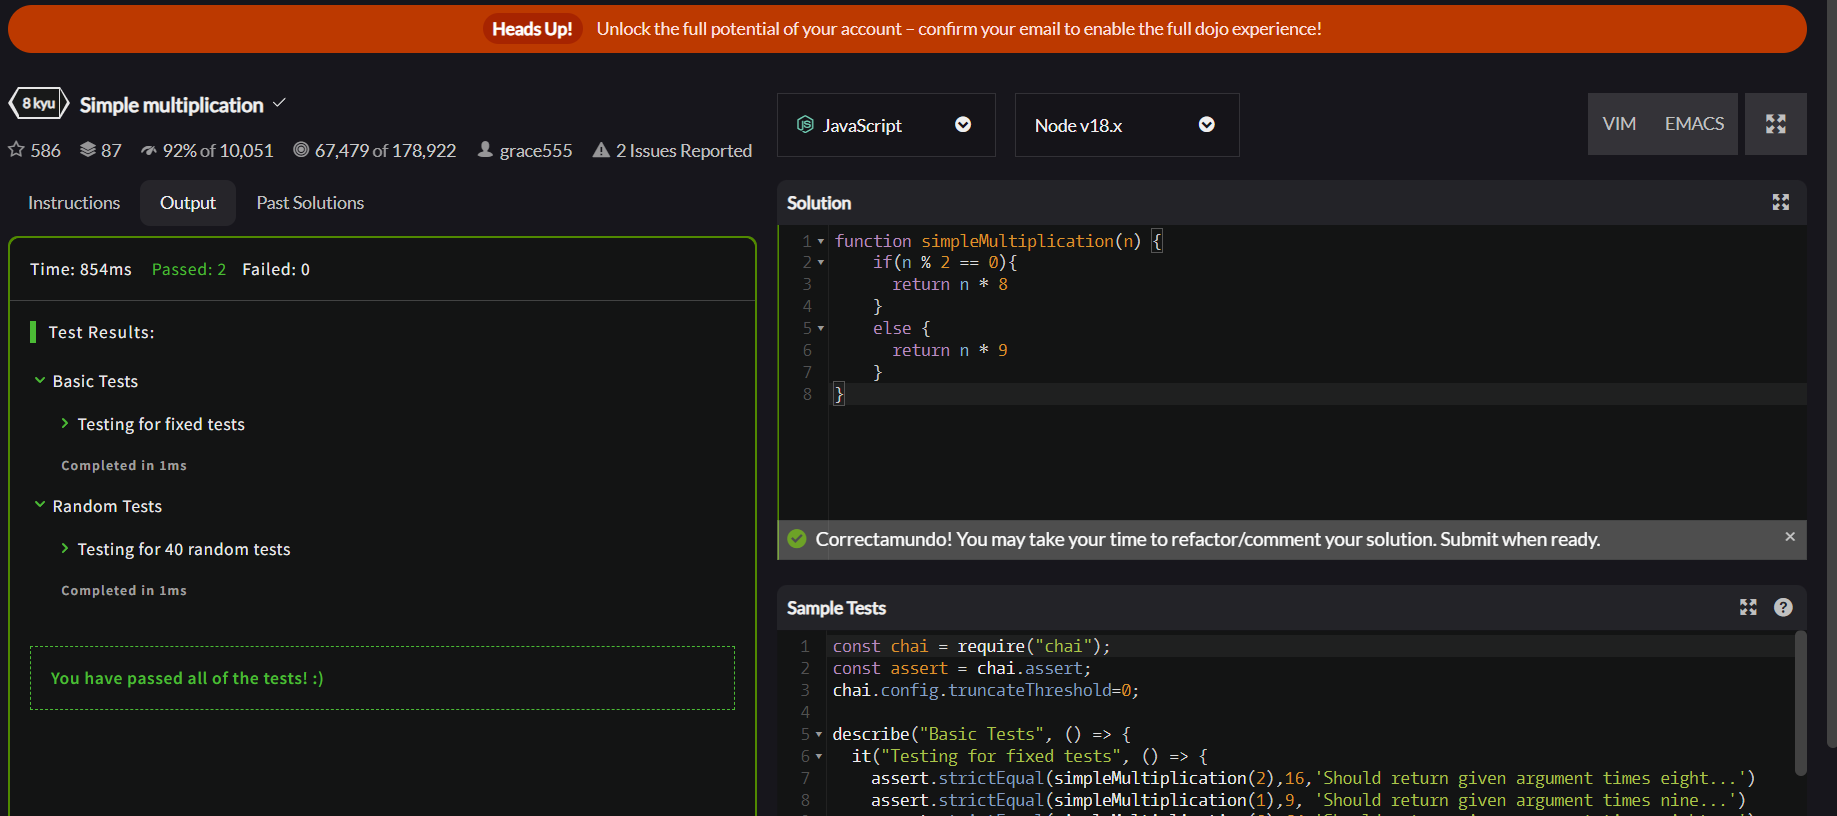 Heads Up! Unlock the full potential of your account – confirm your email to enable the full dojo experience!
8 kyu Simple multiplication
586 87 92% of 10,051 67,479 of 178,922 grace555 2 Issues Reported
JavaScript
Node v18.x
VIM EMACS
Instructions Output Past Solutions
Time: 854ms Passed: 2 Failed: 0
Test Results:
Basic Tests
Testing for fixed tests
Completed in 1ms
Random Tests
Testing for 40 random tests
Completed in 1ms
You have passed all of the tests! :)
Solution
1 function simpleMultiplication(n) {
2 if(n % 2 == 0){
3 return n * 8
4 }
5 else {
6 return n * 9
7 }
8 }
Correctamundo! You may take your time to refactor/comment your solution. Submit when ready.
Sample Tests
1 const chai = require("chai");
2 const assert = chai.assert;
3 chai.config.truncateThreshold=0;
4
5 describe("Basic Tests", () => {
6 it("Testing for fixed tests", () => {
7 assert.strictEqual(simpleMultiplication(2),16,'Should return given argument times eight...')
8 assert.strictEqual(simpleMultiplication(1),9, 'Should return given argument times nine...')